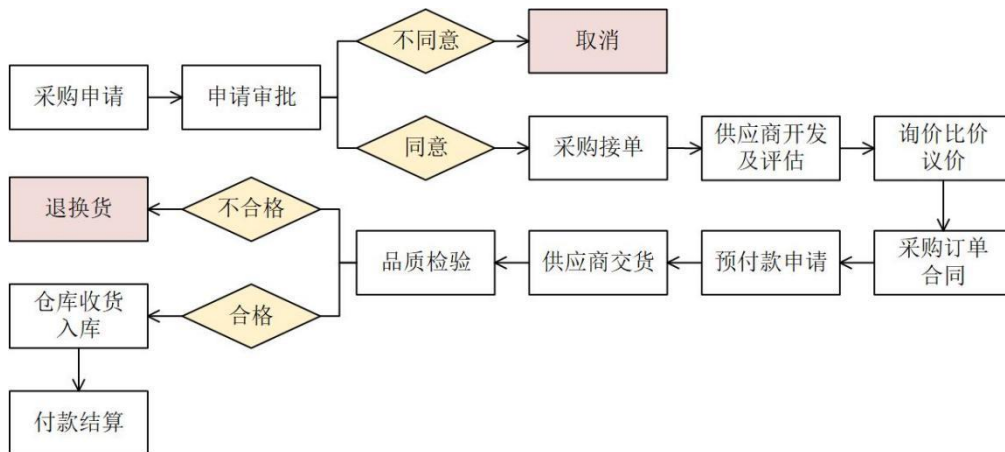 不同意
取消
采购申请
申请审批
同意
采购接单
供应商开发
及评估
询价比价
议价
退换货
不合格
品质检验
供应商交货
预付款申请
采购订单
合同
仓库收货
入库
合格
付款结算